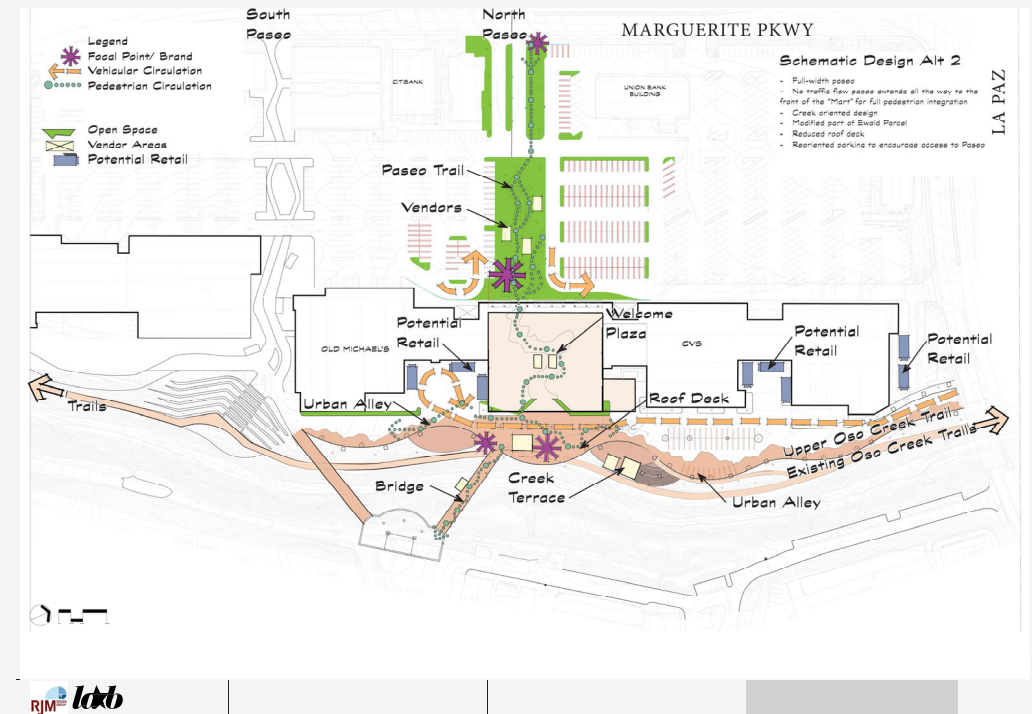 South
Paseo
North
Paseo
MARGUERITE PKWY
LA PAZ
Legend
Focal Point/ Brand
Vehicular Circulation
Pedestrian Circulation
Open Space
Vendor Areas
Potential Retail
CITIBANK
UNION BANK
BUILDING
Schematic Design Alt 2
- Full-width paseo
- No traffic flow paseo extends all the way to the
front of the "Mart" for full pedestrian integration
- Creek oriented design
- Modified part of Ewald Parcel
- Reduced roof deck
- Reoriented parking to encourage access to Paseo
Paseo Trail
Vendors
Welcome
Plaza
Potential
Retail
OLD MICHAEL'S
CVS
Potential
Retail
Potential
Retail
Trails
Urban Alley
Roof Deck
Upper Oso Creek Trail
Existing Oso Creek Trails
Bridge
Creek
Terrace
Urban Alley
RJM
DESIGN
GROUP
lab